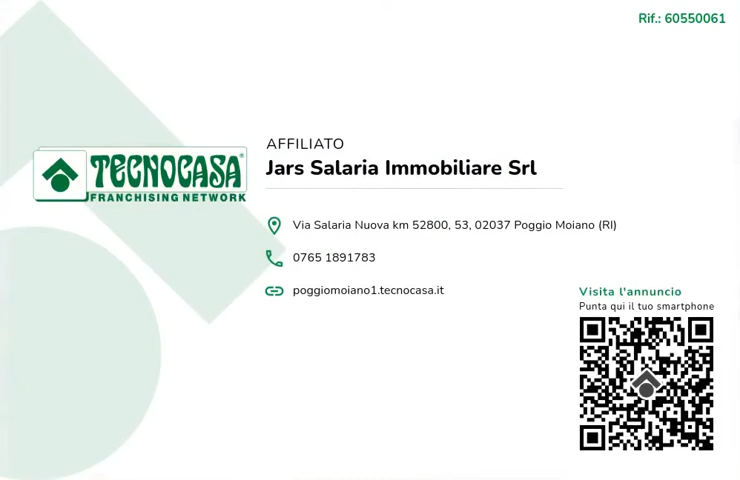 Rif.: 60550061
AFFILIATO
Jars Salaria Immobiliare Srl
TECNOCASA®
FRANCHISING NETWORK
Via Salaria Nuova km 52800, 53, 02037 Poggio Moiano (RI)
0765 1891783
poggiomoiano1.tecnocasa.it
Visita l'annuncio
Punta qui il tuo smartphone